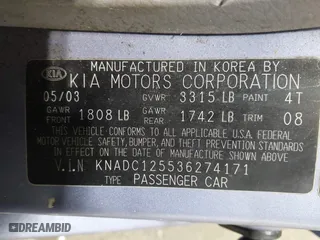 MANUFACTURED IN KOREA BY
KIA KIA MOTORS CORPORATION
05/03 GVWR 3315 LB PAINT 4T
GAWR FRONT 1808 LB GAWR REAR 1742 LB TRIM 08
THIS VEHICLE CONFORMS TO ALL APPLICABLE U.S.A. FEDERAL
MOTOR VEHICLE SAFETY, BUMPER, AND THEFT PREVENTION STANDARDS
IN EFFECT ON THE DATE OF MANUFACTURE SHOWN ABOVE.
V.I.N KNADC125536274171
TYPE PASSENGER CAR
DREAMBID